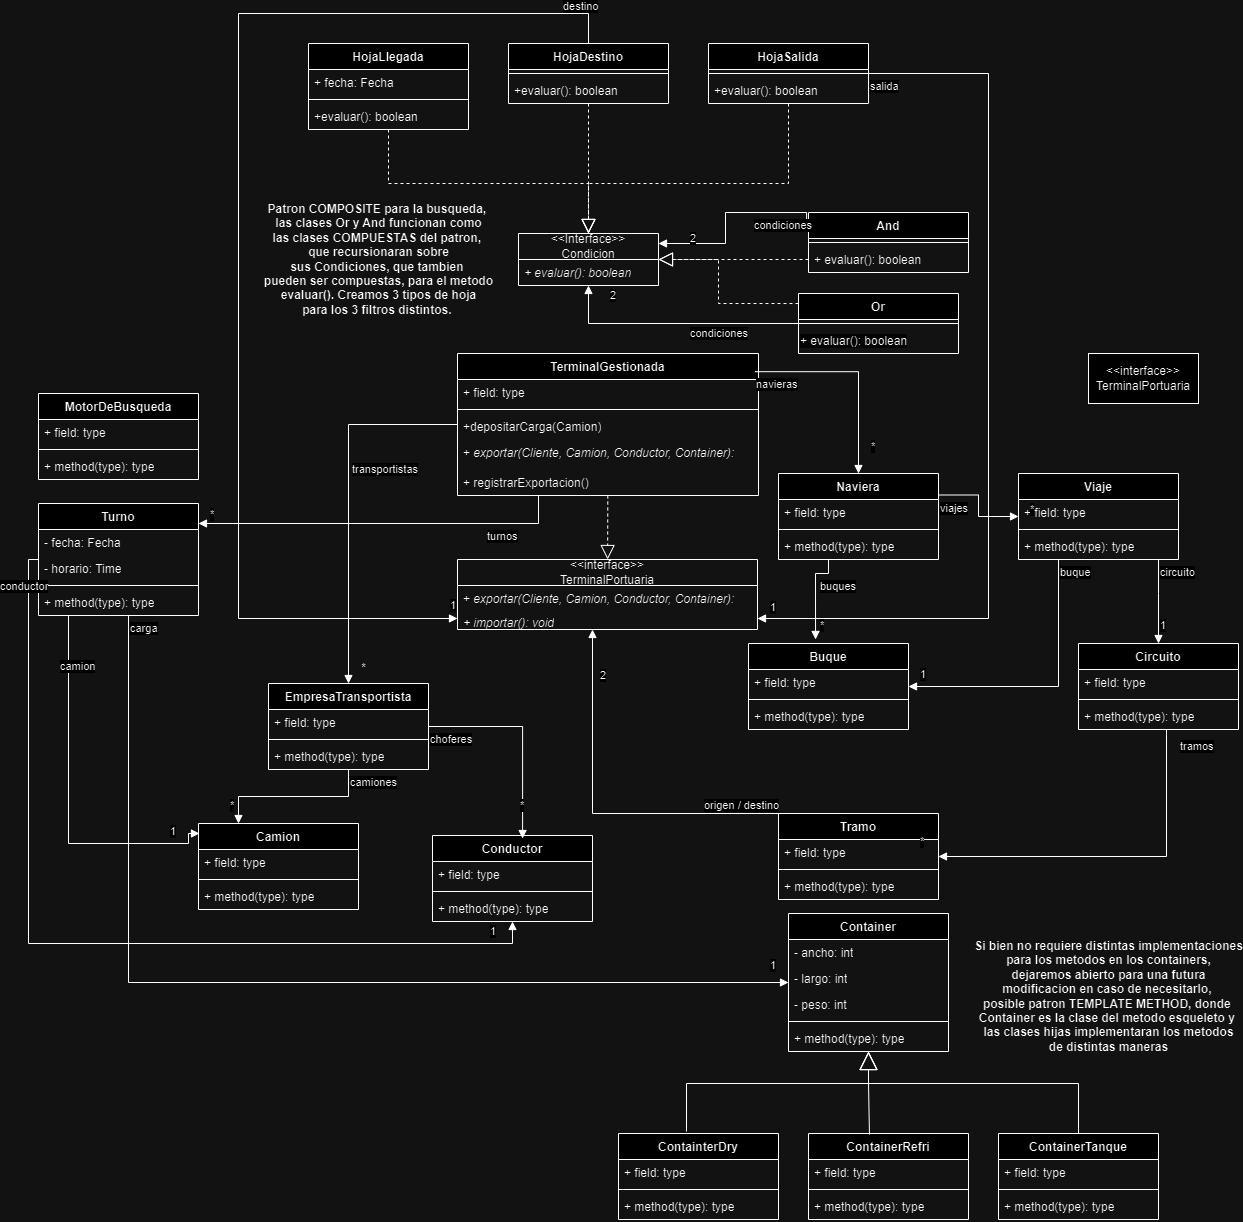 destino
HojaLlegada
+ fecha: Fecha
+evaluar(): boolean
HojaDestino
+evaluar(): boolean
HojaSalida
+evaluar(): boolean
salida
Patron COMPOSITE para la busqueda,
las clases Or y And funcionan como
las clases COMPUESTAS del patron,
que recursionaran sobre
sus Condiciones, que tambien
pueden ser compuestas, para el metodo
evaluar(). Creamos 3 tipos de hoja
para los 3 filtros distintos.
<<Interface>>
Condicion
+ evaluar(): boolean
2
condiciones
And
+ evaluar(): boolean
2
condiciones
Or
+ evaluar(): boolean
TerminalGestionada
+ field: type
+depositarCarga(Camion)
+ exportar(Cliente, Camion, Conductor, Container):
+ registrarExportacion()
navieras
*
<<interface>>
TerminalPortuaria
MotorDeBusqueda
+ field: type
+ method(type): type
transportistas
*
turnos
Turno
- fecha: Fecha
- horario: Time
+ method(type): type
conductor
carga
camion
Naviera
+ field: type
+ method(type): type
viajes
*
Viaje
+ field: type
+ method(type): type
<<interface>>
TerminalPortuaria
+ exportar(Cliente, Camion, Conductor, Container):
+ importar(): void
1
1
2
buques
*
buque
1
circuito
1
Buque
+ field: type
+ method(type): type
Circuito
+ field: type
+ method(type): type
tramos
*
*
EmpresaTransportista
+ field: type
+ method(type): type
choferes
*
camiones
*
1
Camion
+ field: type
+ method(type): type
Conductor
+ field: type
+ method(type): type
1
origen / destino
Tramo
+ field: type
+ method(type): type
1
Container
- ancho: int
- largo: int
- peso: int
+ method(type): type
Si bien no requiere distintas implementaciones
para los metodos en los containers,
dejaremos abierto para una futura
modificacion en caso de necesitarlo,
posible patron TEMPLATE METHOD, donde
Container es la clase del metodo esqueleto y
las clases hijas implementaran los metodos
de distintas maneras
ContainterDry
+ field: type
+ method(type): type
ContainerRefri
+ field: type
+ method(type): type
ContainerTanque
+ field: type
+ method(type): type